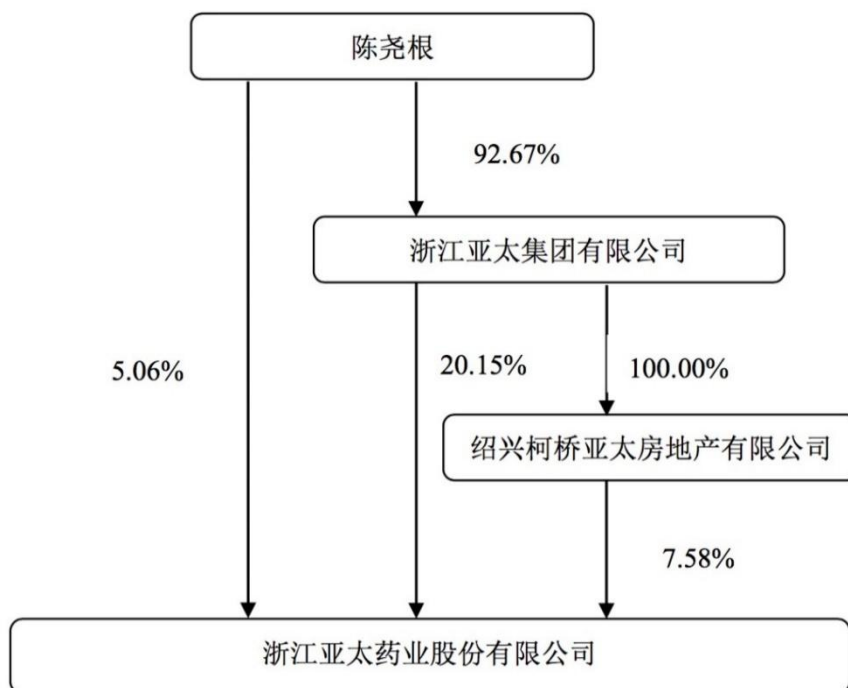 陈尧根
92.67%
浙江亚太集团有限公司
5.06%
20.15%
100.00%
绍兴柯桥亚太房地产有限公司
7.58%
浙江亚太药业股份有限公司